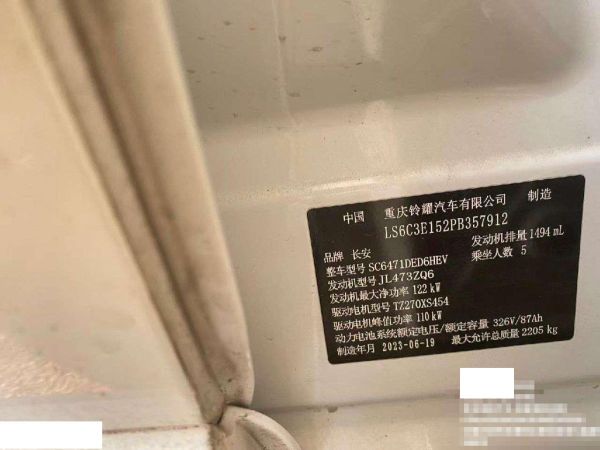 中国 重庆铃耀汽车有限公司 制造
LS6C3E152PB357912
品牌 长安 发动机排量 1494 mL
整车型号 SC6471DED6HEV 乘坐人数 5
发动机型号 JL473ZQ6
发动机最大净功率 122 kW
驱动电机型号 TZ270XS454
驱动电机峰值功率 110 kW
动力电池系统额定电压/额定容量 326V/87Ah
制造年月 2023-06-19 最大允许总质量 2205 kg